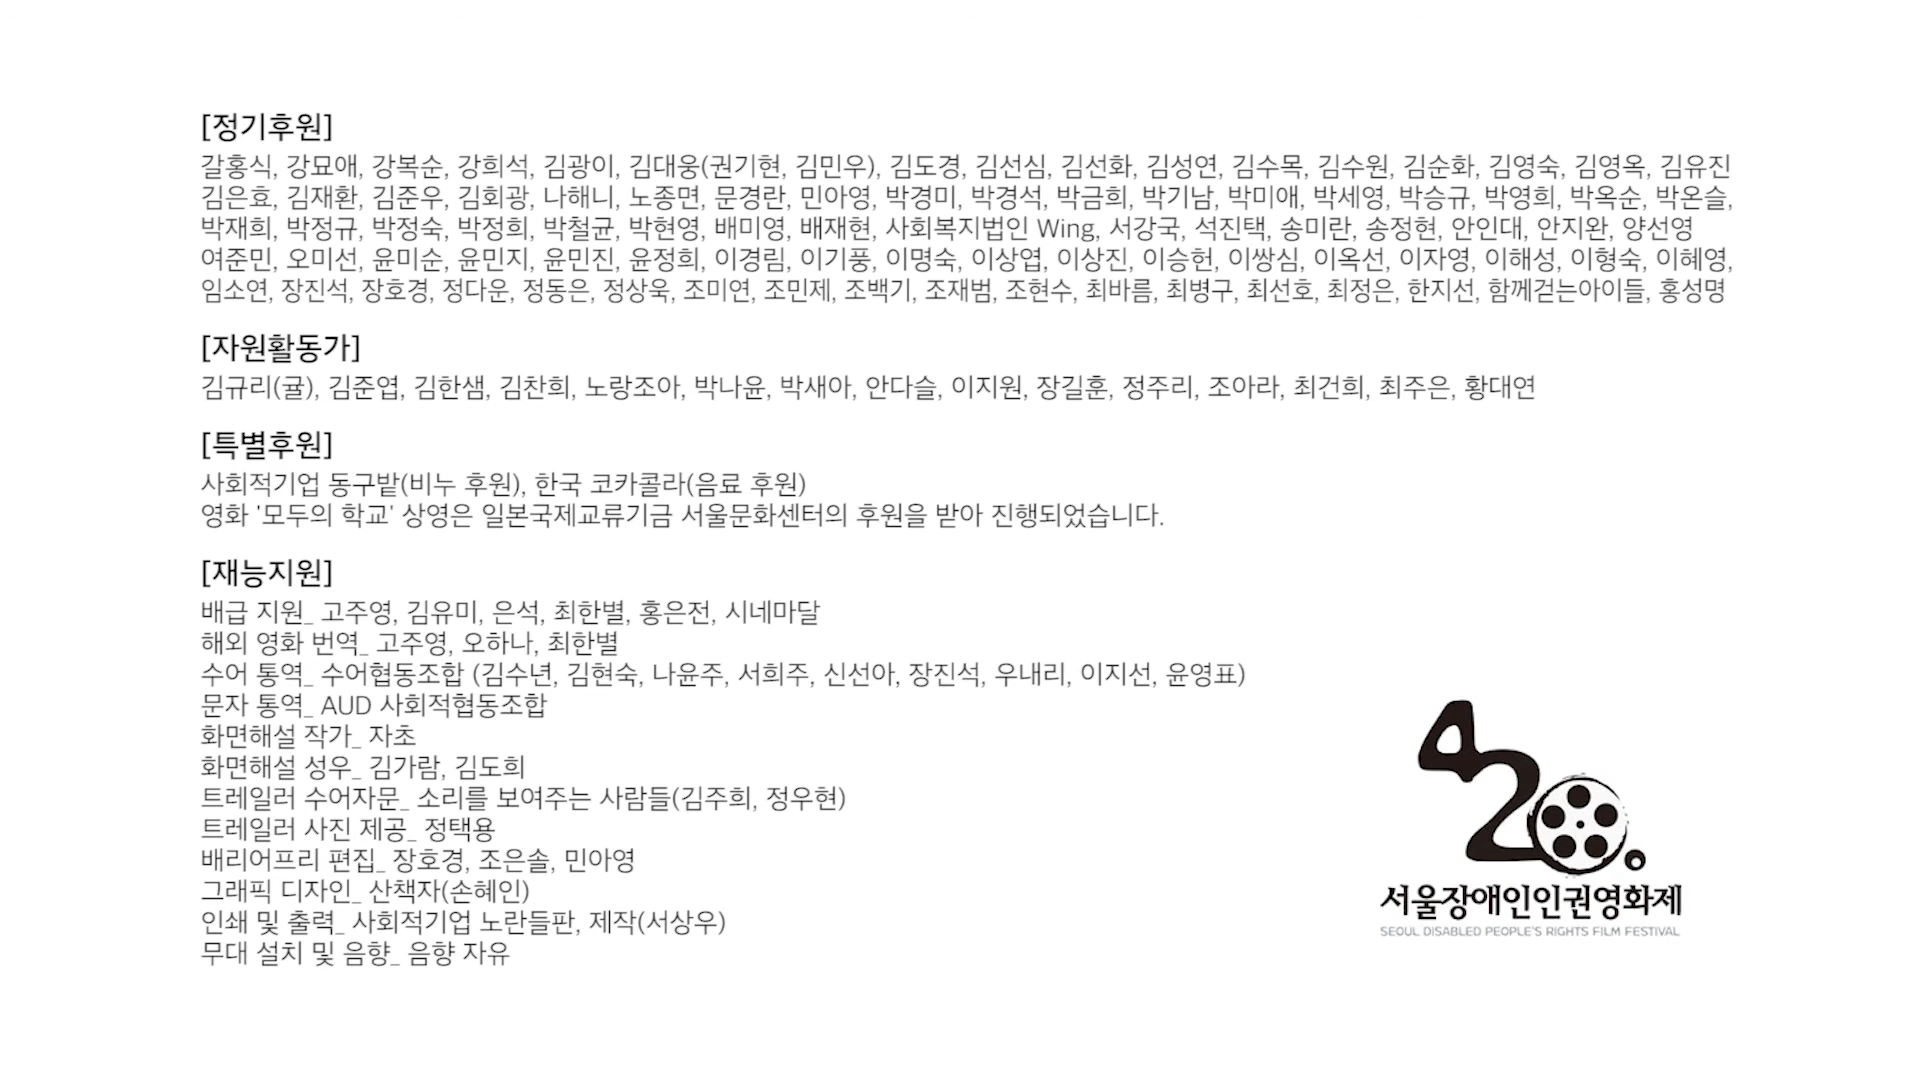 [정기후원]
갈홍식, 강묘애, 강복순, 강희석, 김광이, 김대웅(권기현, 김민우), 김도경, 김선심, 김선화, 김성연, 김수목, 김수원, 김순화, 김영숙, 김영옥, 김유진
김은효, 김재환, 김준우, 김회광, 나해니, 노종면, 문경란, 민아영, 박경미, 박경석, 박금희, 박기남, 박미애, 박세영, 박승규, 박영희, 박옥순, 박온슬,
박재희, 박정규, 박정숙, 박정희, 박철균, 박현영, 배미영, 배재현, 사회복지법인 Wing, 서강국, 석진택, 송미란, 송정현, 안인대, 안지완, 양선영
여준민, 오미선, 윤미순, 윤민지, 윤민진, 윤정희, 이경림, 이기풍, 이명숙, 이상엽, 이상진, 이승헌, 이쌍심, 이옥선, 이자영, 이해성, 이형숙, 이혜영,
임소연, 장진석, 장호경, 정다운, 정동은, 정상욱, 조미연, 조민제, 조백기, 조재범, 조현수, 최바름, 최병구, 최선호, 최정은, 한지선, 함께걷는아이들, 홍성명
[자원활동가]
김규리(귤), 김준엽, 김한샘, 김찬희, 노랑조아, 박나윤, 박새아, 안다슬, 이지원, 장길훈, 정주리, 조아라, 최건희, 최주은, 황대연
[특별후원]
사회적기업 동구밭(비누 후원), 한국 코카콜라(음료 후원)
영화 '모두의 학교' 상영은 일본국제교류기금 서울문화센터의 후원을 받아 진행되었습니다.
[재능지원]
배급 지원_ 고주영, 김유미, 은석, 최한별, 홍은전, 시네마달
해외 영화 번역_ 고주영, 오하나, 최한별
수어 통역_ 수어협동조합 (김수년, 김현숙, 나윤주, 서희주, 신선아, 장진석, 우내리, 이지선, 윤영표)
문자 통역_ AUD 사회적협동조합
화면해설 작가_ 자초
화면해설 성우_ 김가람, 김도희
트레일러 수어자문_ 소리를 보여주는 사람들(김주희, 정우현)
트레일러 사진 제공_ 정택용
배리어프리 편집_ 장호경, 조은솔, 민아영
그래픽 디자인_ 산책자(손혜인)
인쇄 및 출력_ 사회적기업 노란들판, 제작(서상우)
무대 설치 및 음향_ 음향 자유
420.
서울장애인인권영화제
SEOUL DISABLED PEOPLE'S RIGHTS FILM FESTIVAL